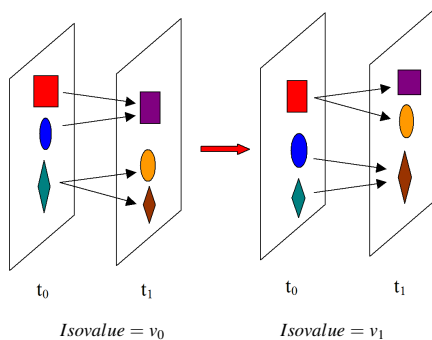 t₀ t₁ t₀ t₁
Isovalue = v₀ Isovalue = v₁